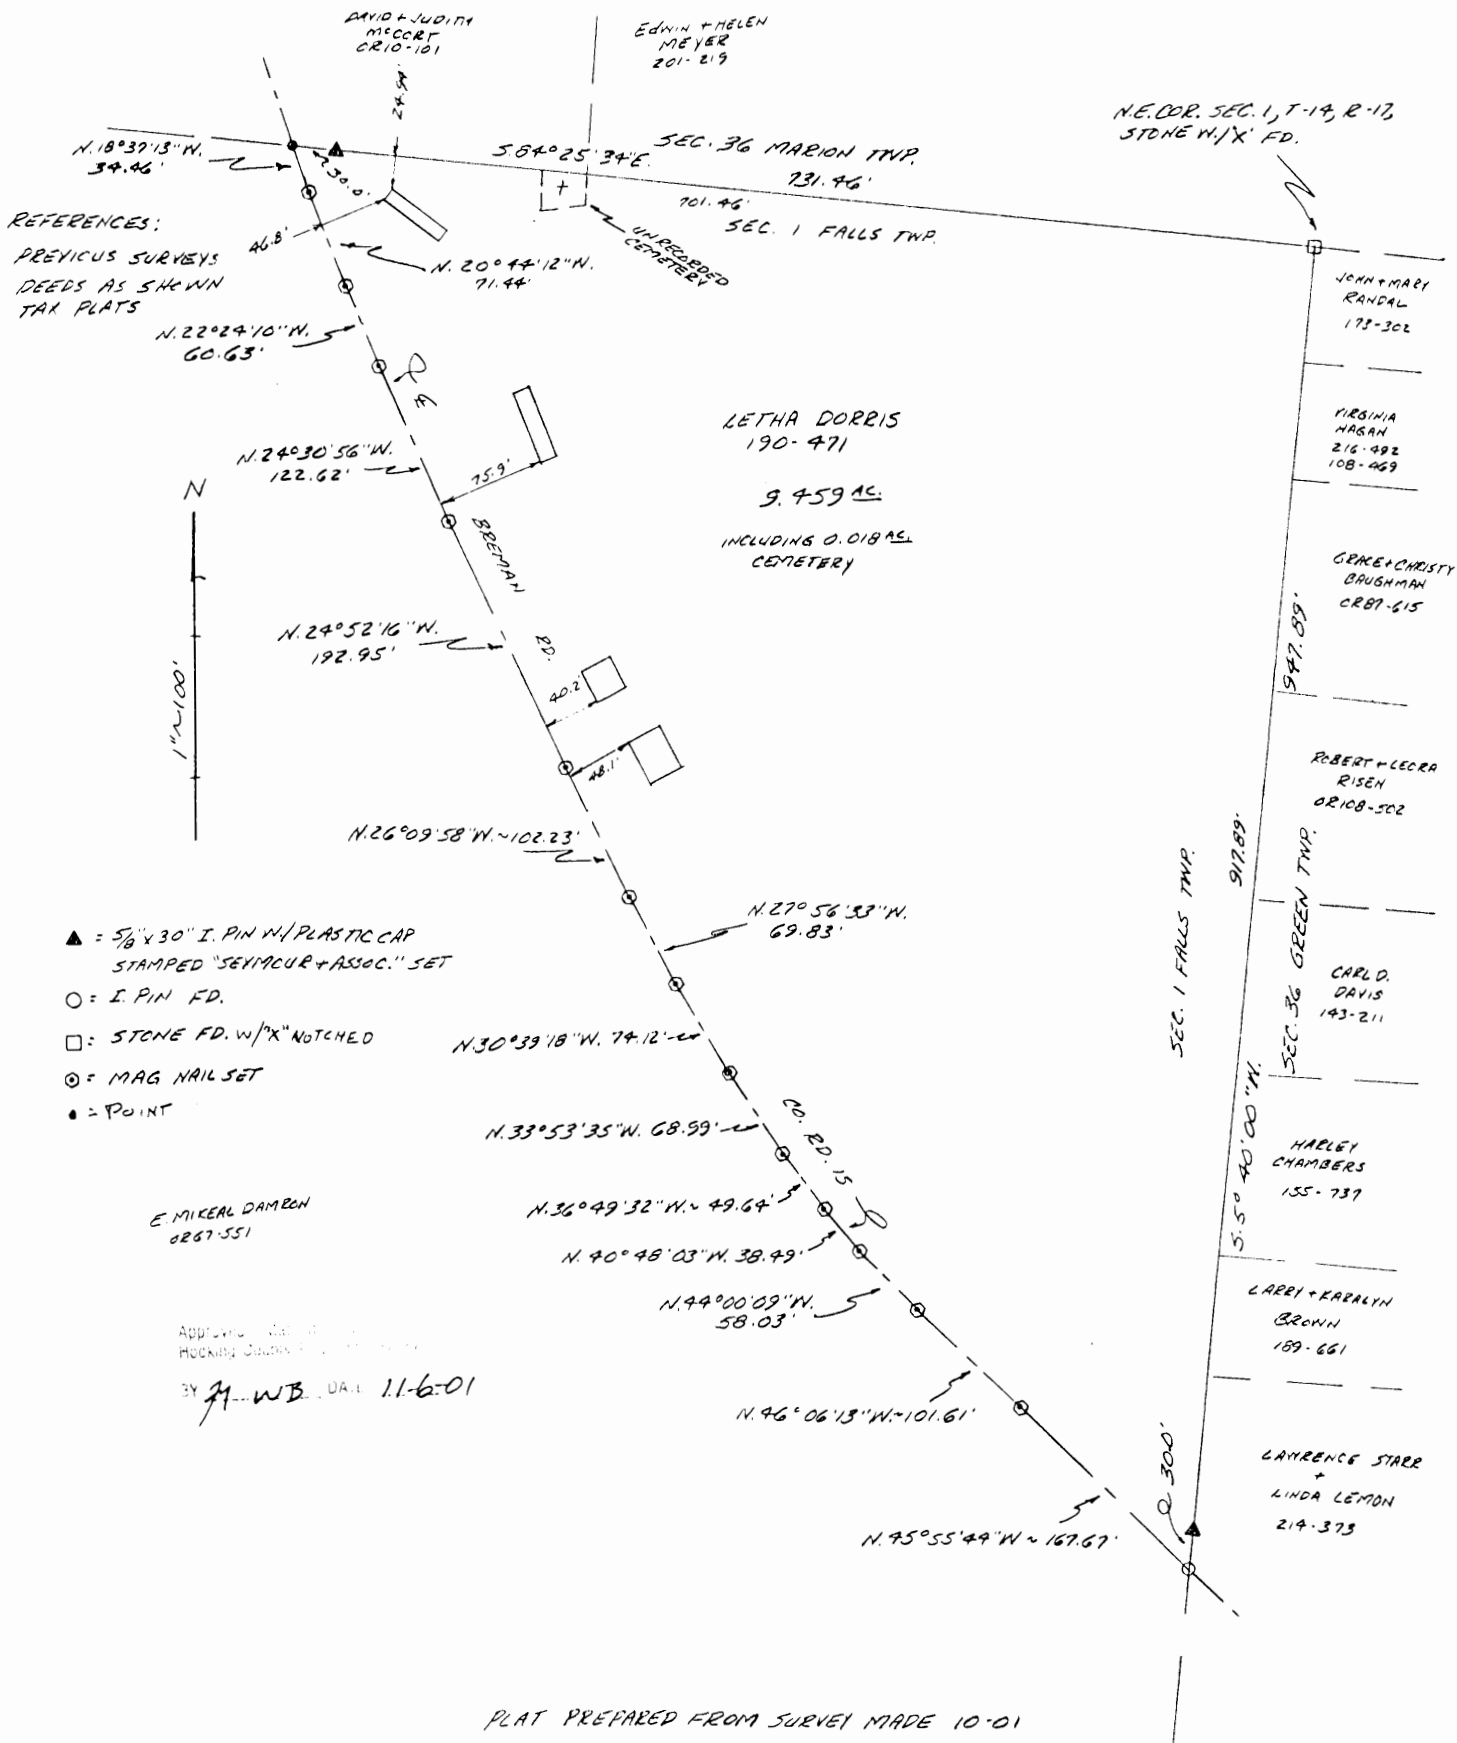 DAVID + JUDITH
McCORT
OR10-101
EDWIN + HELEN
MEYER
201-219
24.94'
N.E. COR. SEC. 1, T-14, R-17,
STONE W./"X" FD.
N.18°37'13"W.
34.46'
30.0'
S.84°25'34"E.
SEC. 36 MARION TWP.
731.46'
701.46'
SEC. 1 FALLS TWP.
UNRECORDED
CEMETERY
REFERENCES:
PREVIOUS SURVEYS
DEEDS AS SHOWN
TAX PLATS
46.8'
N. 20°44'12"W.
71.44'
N.22°24'10"W.
60.63'
JOHN + MARY
RANDAL
173-302
VIRGINIA
HAGAN
216-492
108-469
LETHA DORRIS
190-471
9.459 AC.
INCLUDING 0.018 AC.
CEMETERY
N.24°30'56"W.
122.62'
75.9'
N
1"~100'
BREMAN
RD.
GRACE + CHRISTY
BAUGHMAN
OR87-615
N.24°52'16"W.
192.95'
40.2'
48.1'
947.89'
ROBERT + LEORA
RISEN
OR108-502
N.26°09'58"W.~102.23'
917.89'
SEC. 1 FALLS TWP.
SEC. 36 GREEN TWP.
N.27°56'33"W.
69.83'
▲ = 5/8" x 30" I. PIN W/PLASTIC CAP
STAMPED "SEYMOUR + ASSOC." SET
○ = I. PIN FD.
□ = STONE FD. W/"X" NOTCHED
⊙ = MAG NAIL SET
• = POINT
CARL D.
DAVIS
143-211
N.30°39'18"W. 74.12'
N.33°53'35"W. 68.99'
CO. RD. 15
S.5°40'00"W.
HARLEY
CHAMBERS
155-737
E. MIKEAL DAMRON
OR67-551
N.36°49'32"W.~ 49.64'
N.40°48'03"W. 38.49'
N.44°00'09"W.
58.03'
LARRY + KARALYN
BROWN
189-661
Approved
Hocking
BY WB DATE 11-6-01
N.46°06'13"W.~101.61'
30.0'
LAWRENCE STARR
+
LINDA LEMON
214-373
N.45°55'44"W ~ 167.67'
PLAT PREPARED FROM SURVEY MADE 10-01